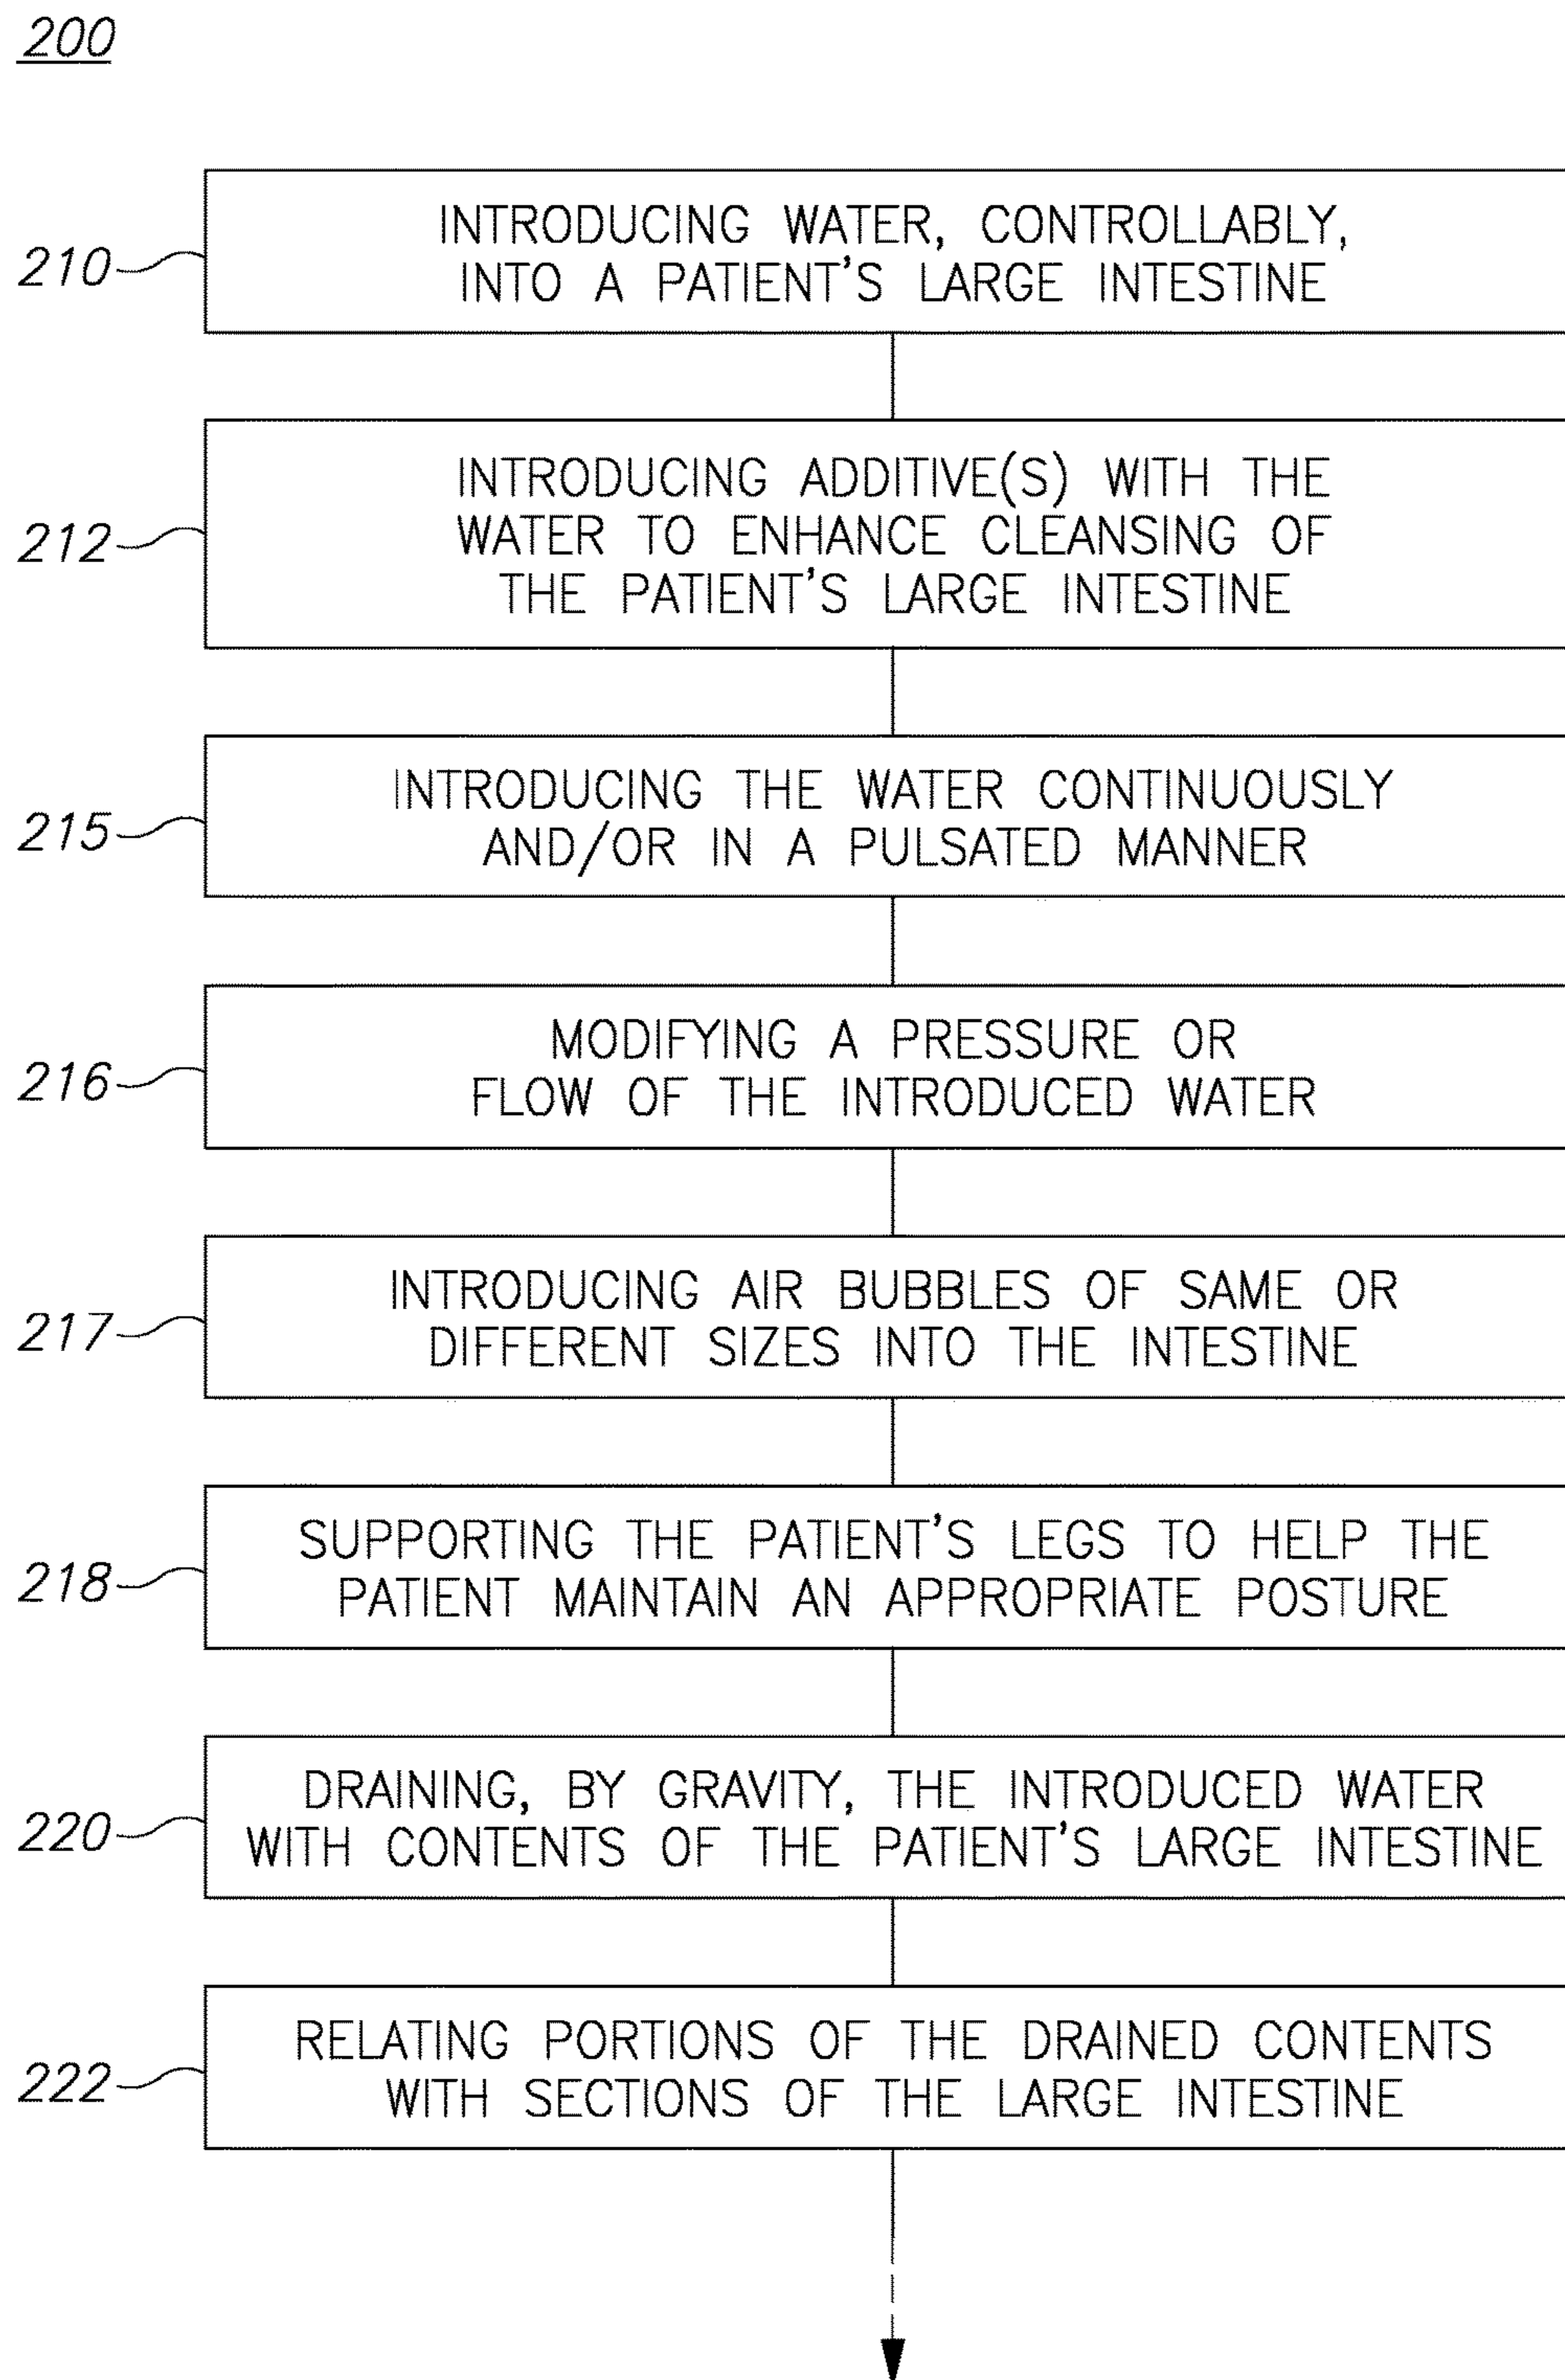 200
210
INTRODUCING WATER, CONTROLLABLY,
INTO A PATIENT'S LARGE INTESTINE
212
INTRODUCING ADDITIVE(S) WITH THE
WATER TO ENHANCE CLEANSING OF
THE PATIENT'S LARGE INTESTINE
215
INTRODUCING THE WATER CONTINUOUSLY
AND/OR IN A PULSATED MANNER
216
MODIFYING A PRESSURE OR
FLOW OF THE INTRODUCED WATER
217
INTRODUCING AIR BUBBLES OF SAME OR
DIFFERENT SIZES INTO THE INTESTINE
218
SUPPORTING THE PATIENT'S LEGS TO HELP THE
PATIENT MAINTAIN AN APPROPRIATE POSTURE
220
DRAINING, BY GRAVITY, THE INTRODUCED WATER
WITH CONTENTS OF THE PATIENT'S LARGE INTESTINE
222
RELATING PORTIONS OF THE DRAINED CONTENTS
WITH SECTIONS OF THE LARGE INTESTINE